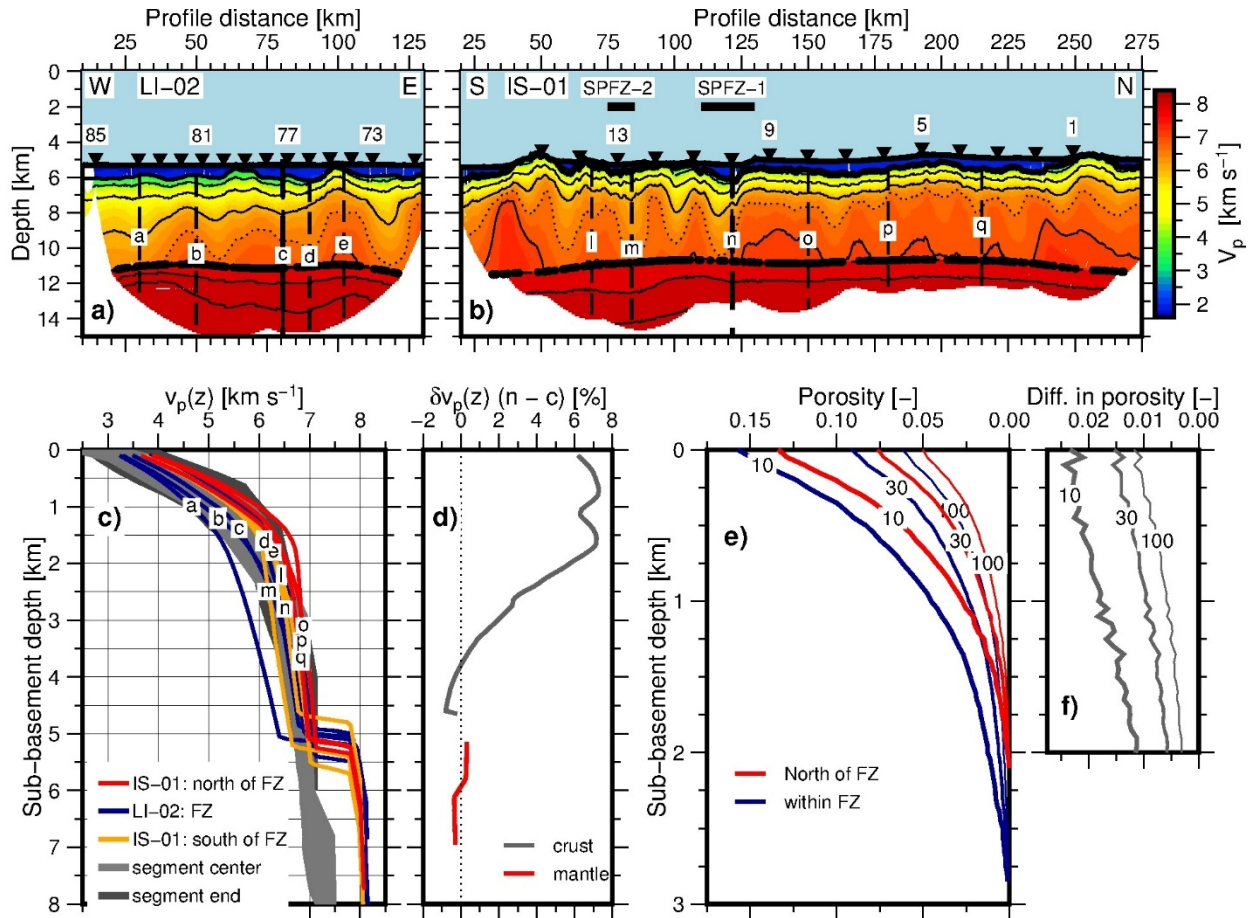 Profile distance [km]
Profile distance [km]
25 50 75 100 125
25 50 75 100 125 150 175 200 225 250 275
W LI-02 E
S IS-01 SPFZ-2 SPFZ-1 N
85 81 77 73
13 9 5 1
Depth [km]
0
2
4
6
8
10
12
14
a b c d e
l m n o p q
a)
b)
8
7
6
5
4
3
2
Vp [km s−1]
vp(z) [km s−1]
3 4 5 6 7 8
δvp(z) (n − c) [%]
−2 0 2 4 6 8
Porosity [−]
0.15 0.10 0.05 0.00
Diff. in porosity [−]
0.02 0.01 0.00
Sub−basement depth [km]
0
1
2
3
4
5
6
7
8
c)
a b c
d e
l
m n
o
p
q
IS−01: north of FZ
LI−02: FZ
IS−01: south of FZ
segment center
segment end
d)
crust
mantle
Sub−basement depth [km]
0
1
2
3
e)
10 30 100
10 30 100
North of FZ
within FZ
f)
10 30 100